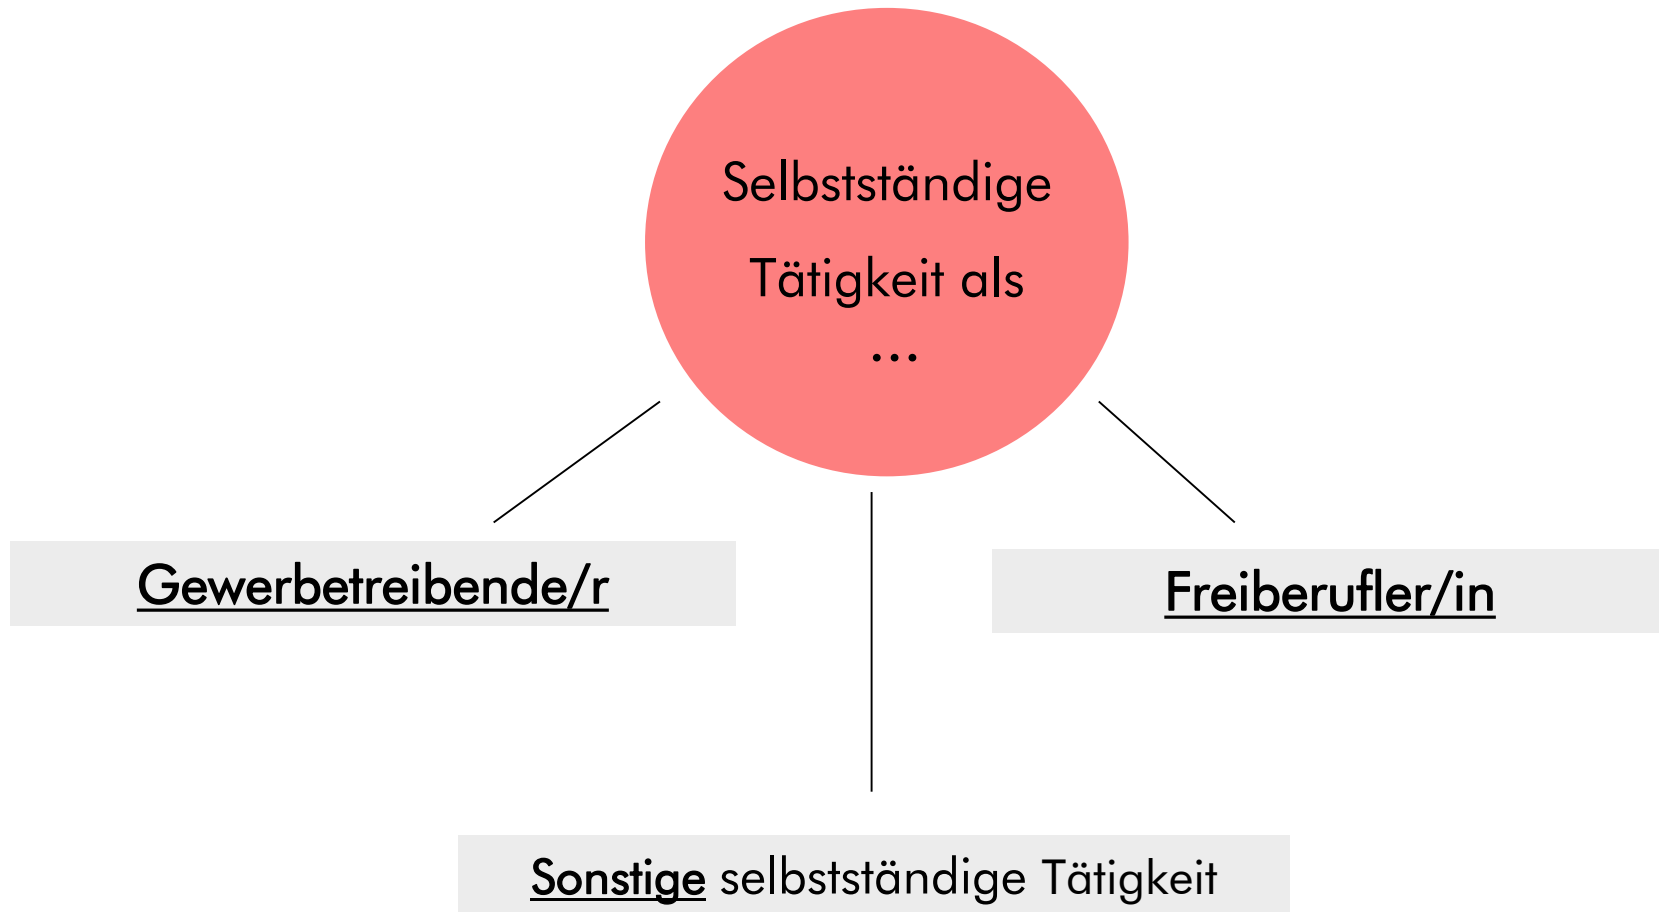 Selbstständige
Tätigkeit als
...
Gewerbetreibende/r
Freiberufler/in
Sonstige selbstständige Tätigkeit